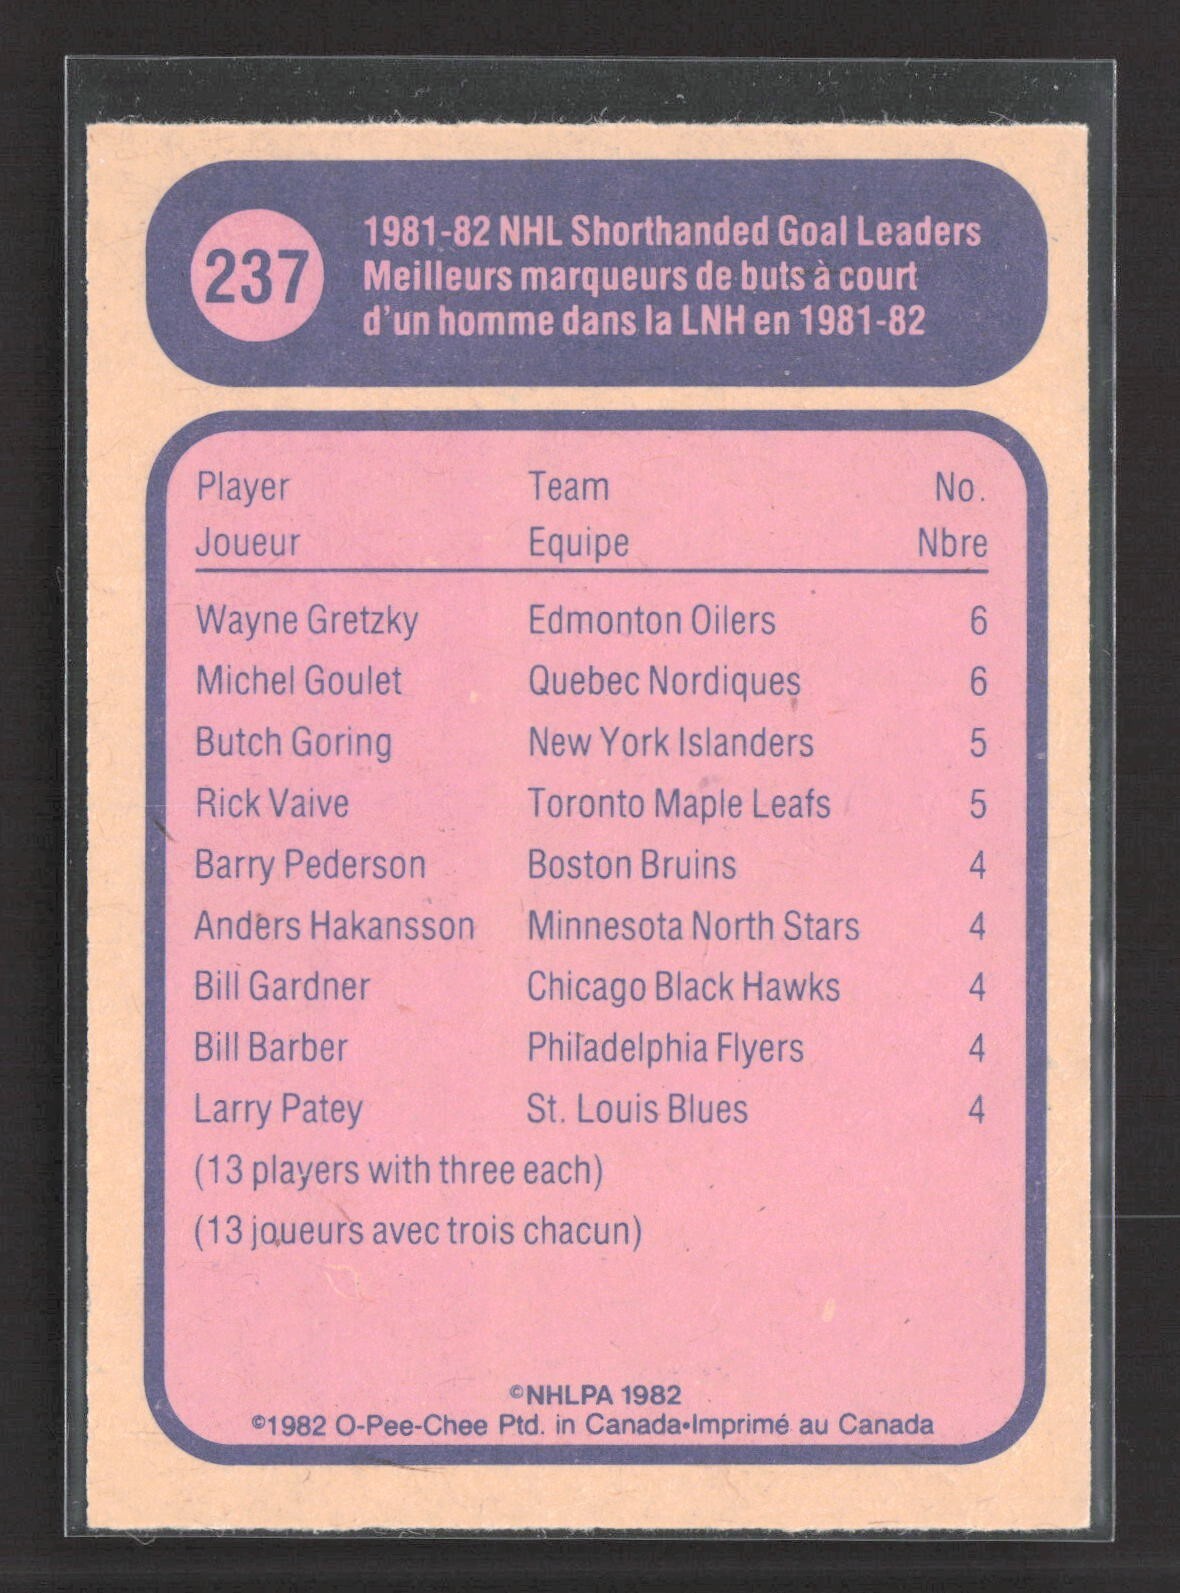 237
1981-82 NHL Shorthanded Goal Leaders
Meilleurs marqueurs de buts à court
d'un homme dans la LNH en 1981-82
Player Team No.
Joueur Equipe Nbre
Wayne Gretzky Edmonton Oilers 6
Michel Goulet Quebec Nordiques 6
Butch Goring New York Islanders 5
Rick Vaive Toronto Maple Leafs 5
Barry Pederson Boston Bruins 4
Anders Hakansson Minnesota North Stars 4
Bill Gardner Chicago Black Hawks 4
Bill Barber Philadelphia Flyers 4
Larry Patey St. Louis Blues 4
(13 players with three each)
(13 joueurs avec trois chacun)
©NHLPA 1982
©1982 O-Pee-Chee Ptd. in Canada•Imprimé au Canada